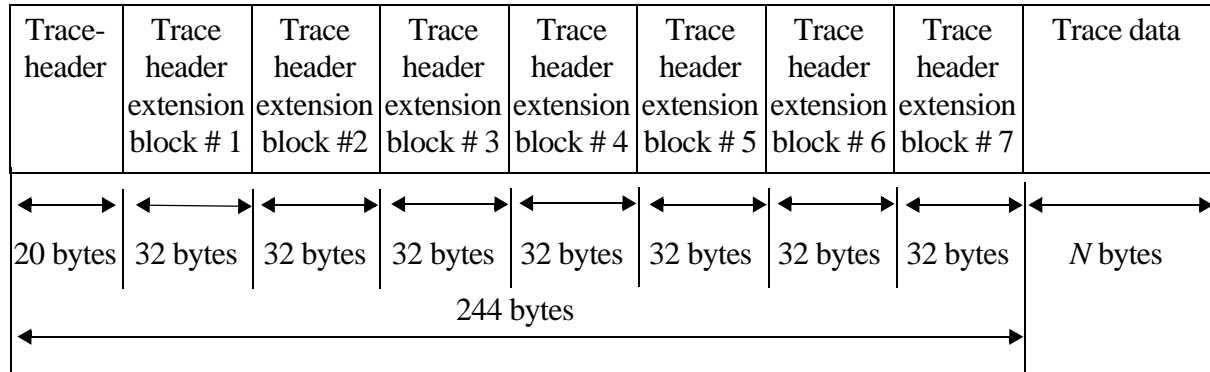 Trace-
header
Trace
header
extension
block # 1
Trace
header
extension
block #2
Trace
header
extension
block # 3
Trace
header
extension
block # 4
Trace
header
extension
block # 5
Trace
header
extension
block # 6
Trace
header
extension
block # 7
Trace data
20 bytes
32 bytes
32 bytes
32 bytes
32 bytes
32 bytes
32 bytes
32 bytes
N bytes
244 bytes